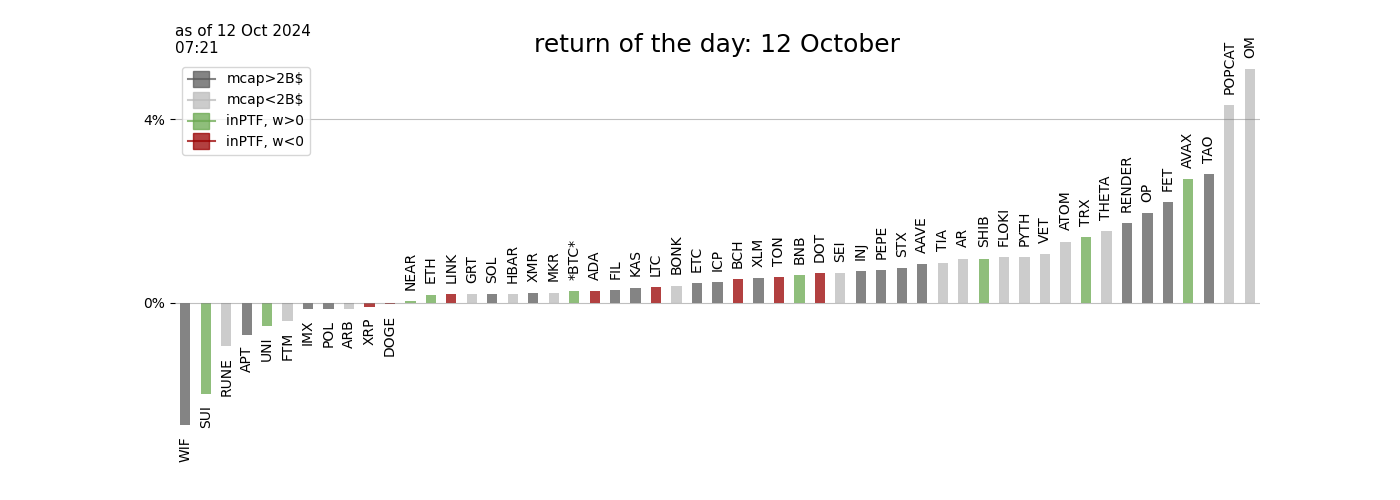 as of 12 Oct 2024
07:21
return of the day: 12 October
mcap>2B$
mcap<2B$
inPTF, w>0
inPTF, w<0
4%
0%
WIF
SUI
RUNE
APT
UNI
FTM
IMX
POL
ARB
XRP
DOGE
NEAR
ETH
LINK
GRT
SOL
HBAR
XMR
MKR
*BTC*
ADA
FIL
KAS
LTC
BONK
ETC
ICP
BCH
XLM
TON
BNB
DOT
SEI
INJ
PEPE
STX
AAVE
TIA
AR
SHIB
FLOKI
PYTH
VET
ATOM
TRX
THETA
RENDER
OP
FET
AVAX
TAO
POPCAT
OM